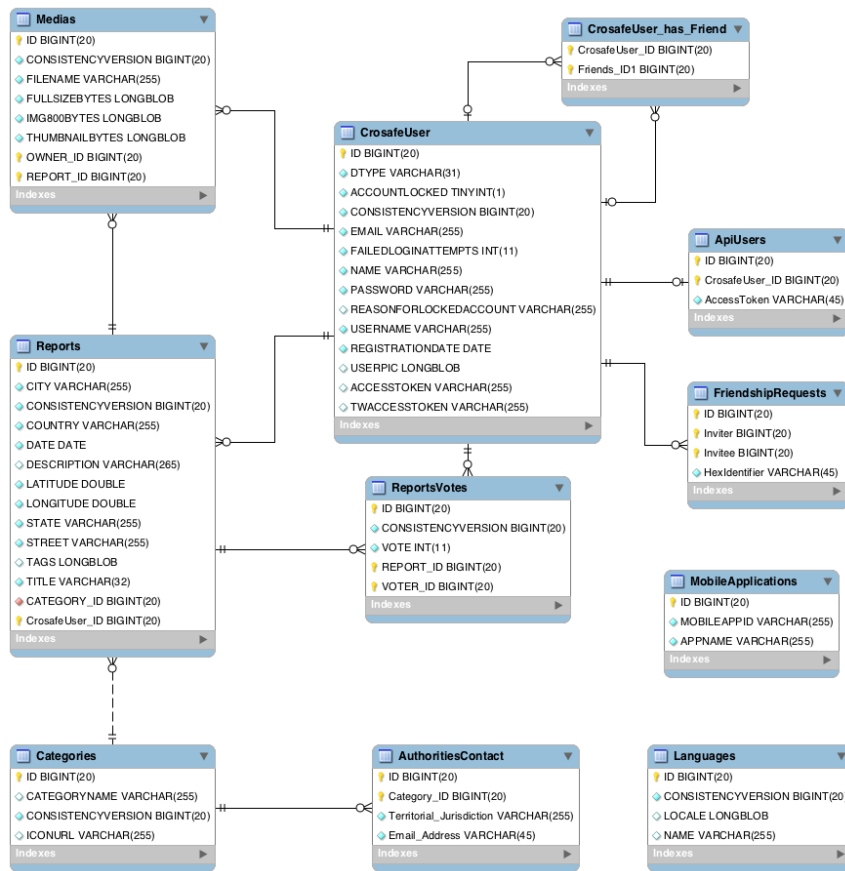 Medias
ID BIGINT(20)
CONSISTENCYVERSION BIGINT(20)
FILENAME VARCHAR(255)
FULLSIZEBYTES LONGBLOB
IMG800BYTES LONGBLOB
THUMBNAILBYTES LONGBLOB
OWNER_ID BIGINT(20)
REPORT_ID BIGINT(20)
Indexes
CrosafeUser_has_Friend
CrosafeUser_ID BIGINT(20)
Friends_ID1 BIGINT(20)
Indexes
CrosafeUser
ID BIGINT(20)
DTYPE VARCHAR(31)
ACCOUNTLOCKED TINYINT(1)
CONSISTENCYVERSION BIGINT(20)
EMAIL VARCHAR(255)
FAILEDLOGINATTEMPTS INT(11)
NAME VARCHAR(255)
PASSWORD VARCHAR(255)
REASONFORLOCKEDACCOUNT VARCHAR(255)
USERNAME VARCHAR(255)
REGISTRATIONDATE DATE
USERPIC LONGBLOB
ACCESSTOKEN VARCHAR(255)
TWACCESSTOKEN VARCHAR(255)
Indexes
ApiUsers
ID BIGINT(20)
CrosafeUser_ID BIGINT(20)
AccessToken VARCHAR(45)
Indexes
Reports
ID BIGINT(20)
CITY VARCHAR(255)
CONSISTENCYVERSION BIGINT(20)
COUNTRY VARCHAR(255)
DATE DATE
DESCRIPTION VARCHAR(265)
LATITUDE DOUBLE
LONGITUDE DOUBLE
STATE VARCHAR(255)
STREET VARCHAR(255)
TAGS LONGBLOB
TITLE VARCHAR(32)
CATEGORY_ID BIGINT(20)
CrosafeUser_ID BIGINT(20)
Indexes
FriendshipRequests
ID BIGINT(20)
Inviter BIGINT(20)
Invitee BIGINT(20)
HexIdentifier VARCHAR(45)
Indexes
ReportsVotes
ID BIGINT(20)
CONSISTENCYVERSION BIGINT(20)
VOTE INT(11)
REPORT_ID BIGINT(20)
VOTER_ID BIGINT(20)
Indexes
MobileApplications
ID BIGINT(20)
MOBILEAPPID VARCHAR(255)
APPNAME VARCHAR(255)
Indexes
Categories
ID BIGINT(20)
CATEGORYNAME VARCHAR(255)
CONSISTENCYVERSION BIGINT(20)
ICONURL VARCHAR(255)
Indexes
AuthoritiesContact
ID BIGINT(20)
Category_ID BIGINT(20)
Territorial_Jurisdiction VARCHAR(255)
Email_Address VARCHAR(45)
Indexes
Languages
ID BIGINT(20)
CONSISTENCYVERSION BIGINT(20
LOCALE LONGBLOB
NAME VARCHAR(255)
Indexes